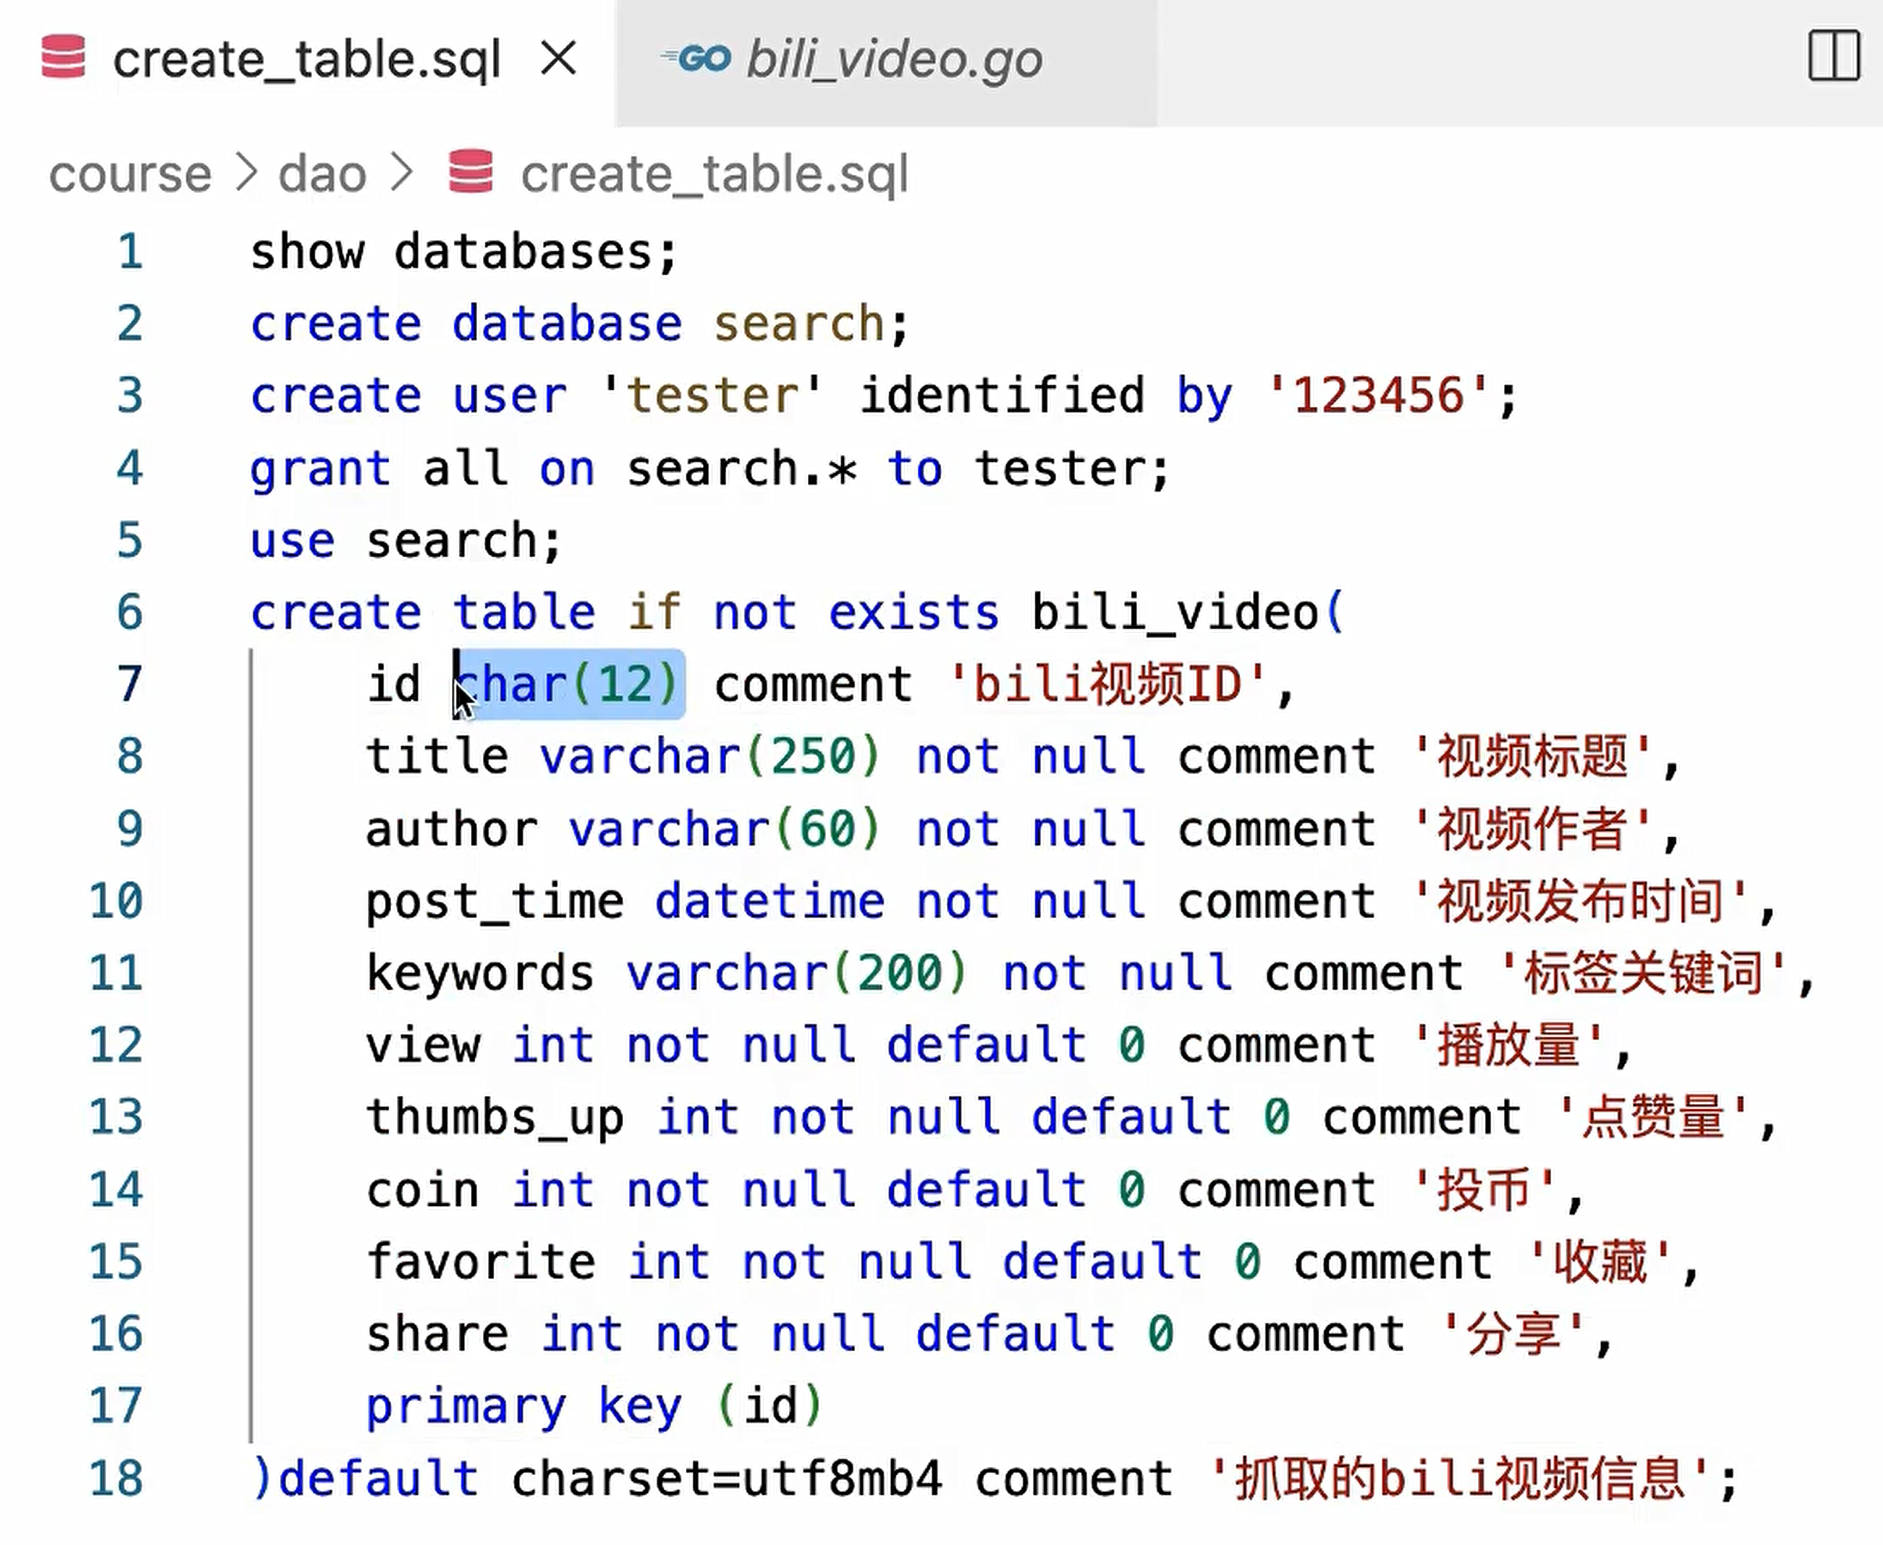 create_table.sql
GO bili_video.go
course > dao > create_table.sql
1 show databases;
2 create database search;
3 create user 'tester' identified by '123456';
4 grant all on search.* to tester;
5 use search;
6 create table if not exists bili_video(
7 id char(12) comment 'bili视频ID',
8 title varchar(250) not null comment '视频标题',
9 author varchar(60) not null comment '视频作者',
10 post_time datetime not null comment '视频发布时间',
11 keywords varchar(200) not null comment '标签关键词',
12 view int not null default 0 comment '播放量',
13 thumbs_up int not null default 0 comment '点赞量',
14 coin int not null default 0 comment '投币',
15 favorite int not null default 0 comment '收藏',
16 share int not null default 0 comment '分享',
17 primary key (id)
18 )default charset=utf8mb4 comment '抓取的bili视频信息';